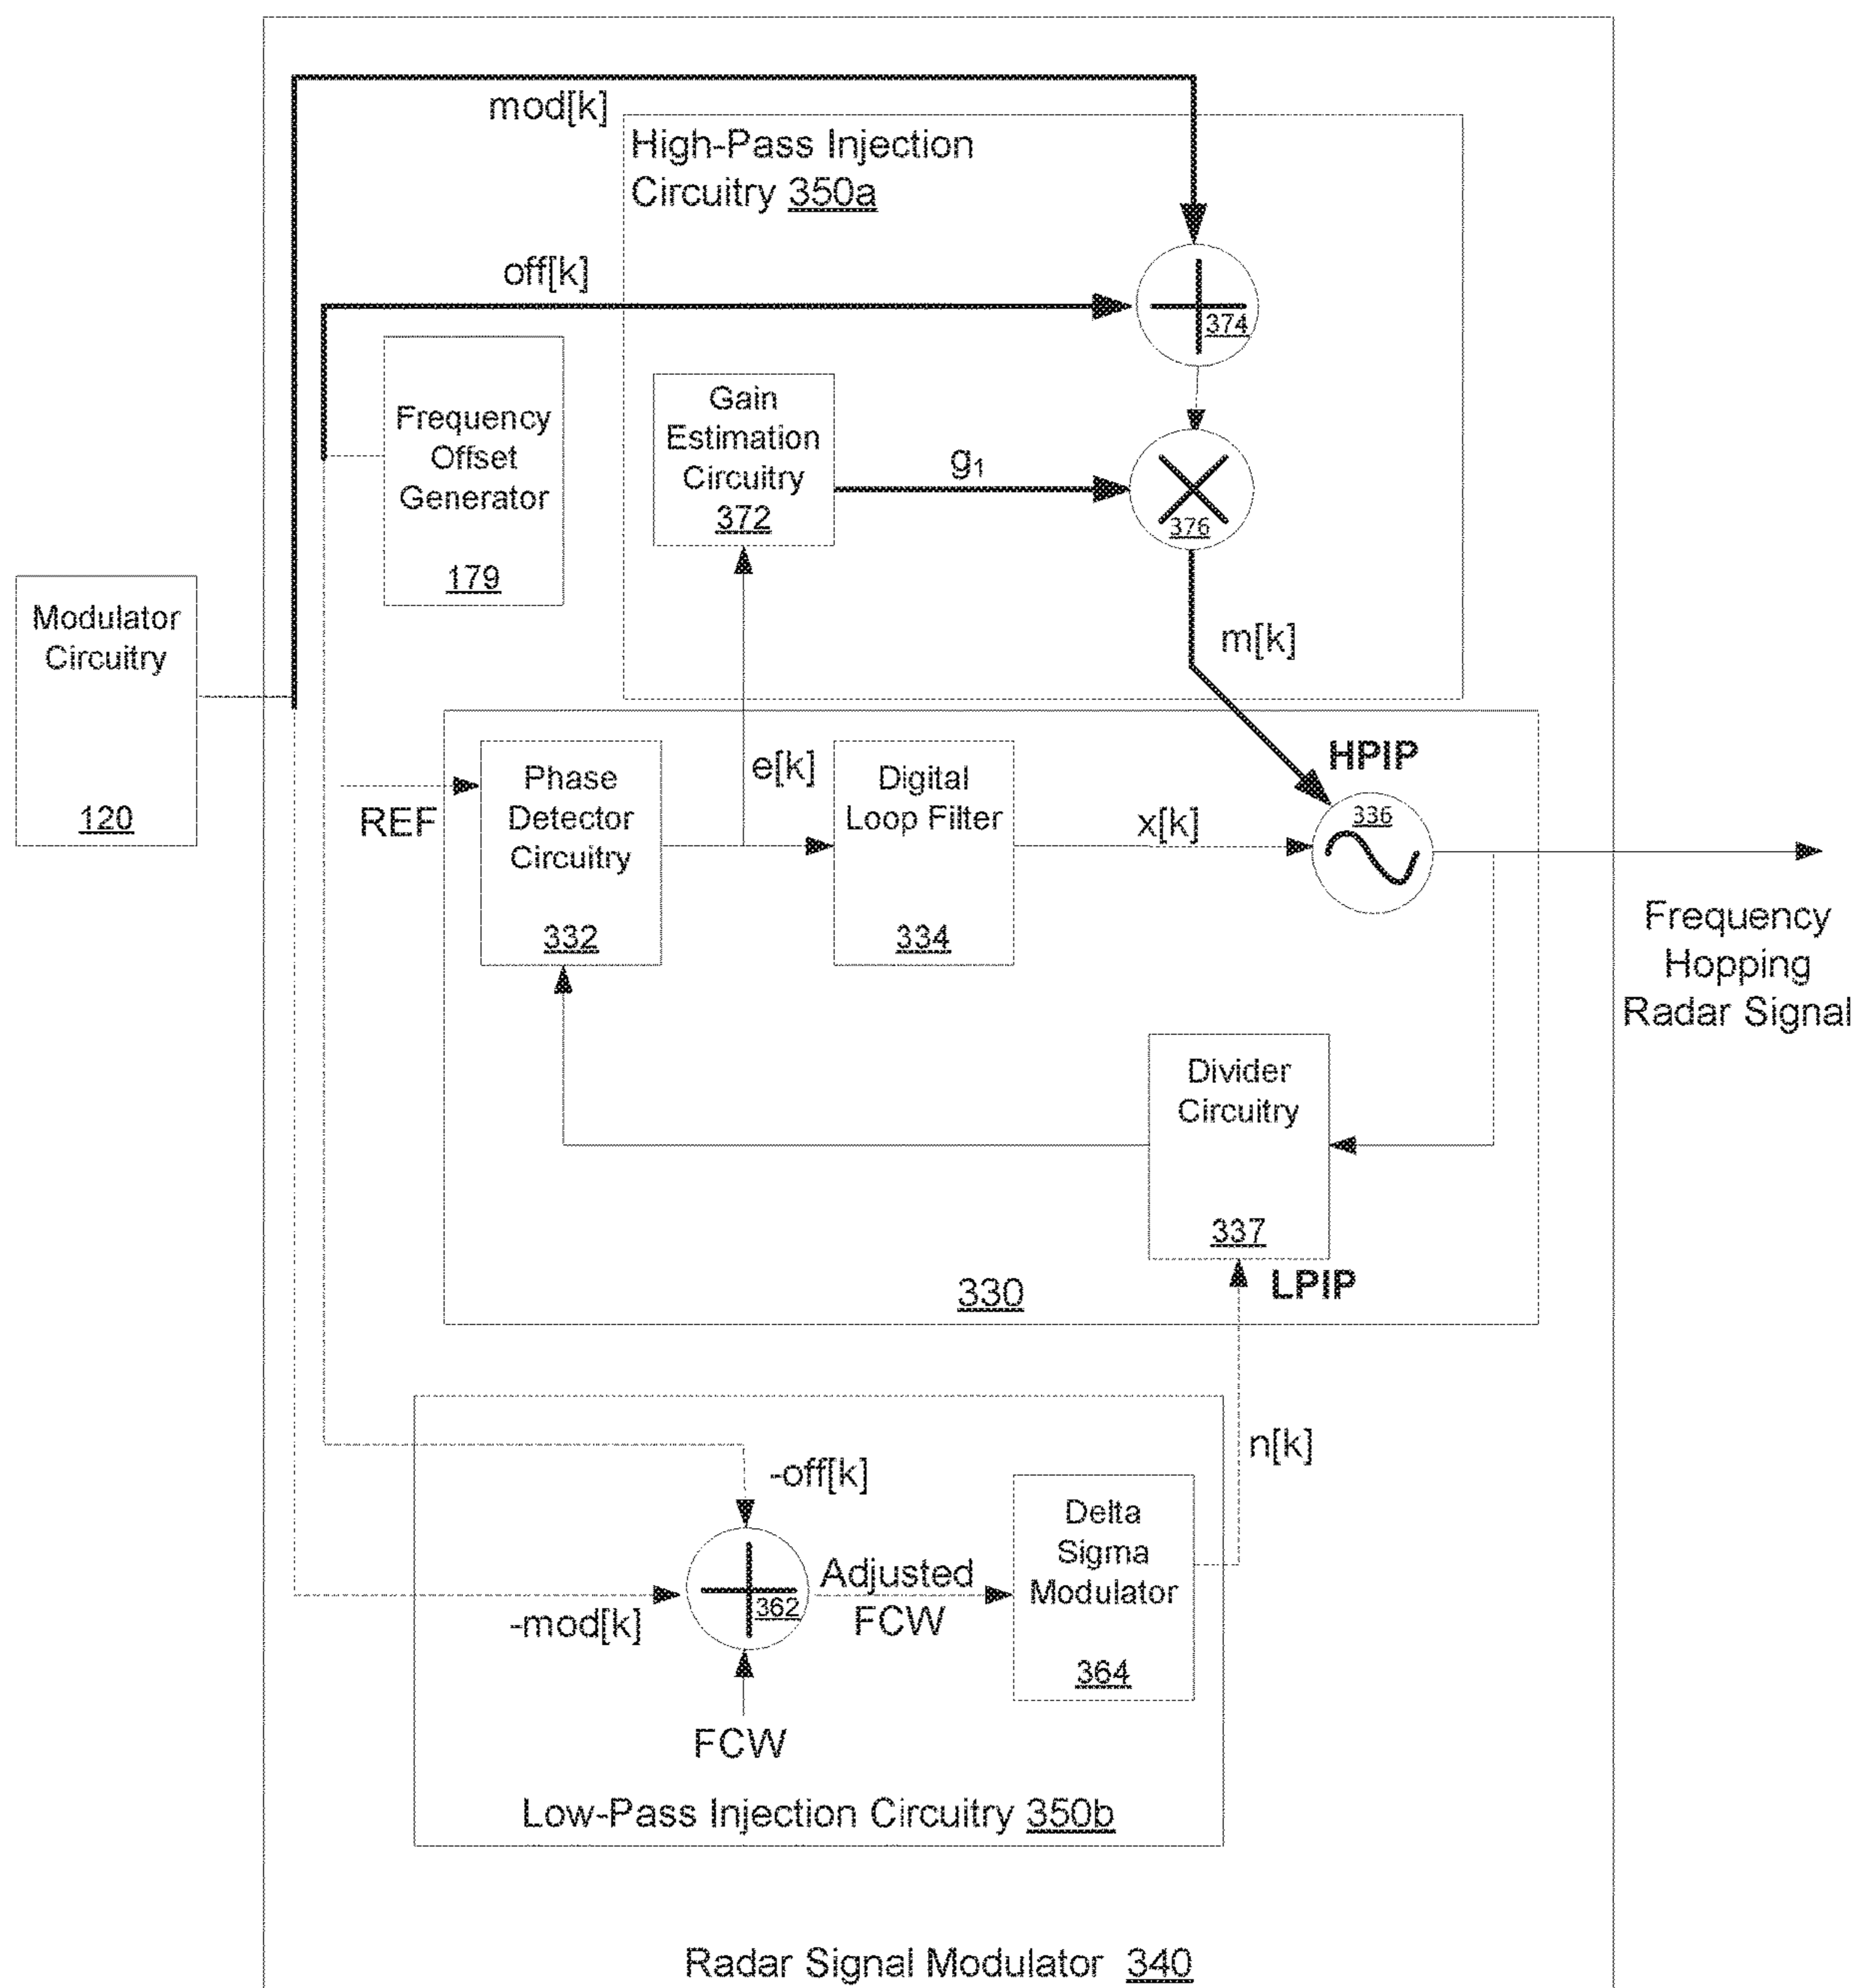 mod[k]
High-Pass Injection
Circuitry 350a
off[k]
374
Frequency
Offset
Generator
179
Gain
Estimation
Circuitry
372
g₁
376
Modulator
Circuitry
120
m[k]
HPIP
REF
Phase
Detector
Circuitry
332
e[k]
Digital
Loop Filter
334
x[k]
336
Frequency
Hopping
Radar Signal
Divider
Circuitry
337
LPIP
330
n[k]
-off[k]
-mod[k]
362
Adjusted
FCW
Delta
Sigma
Modulator
364
FCW
Low-Pass Injection Circuitry 350b
Radar Signal Modulator 340